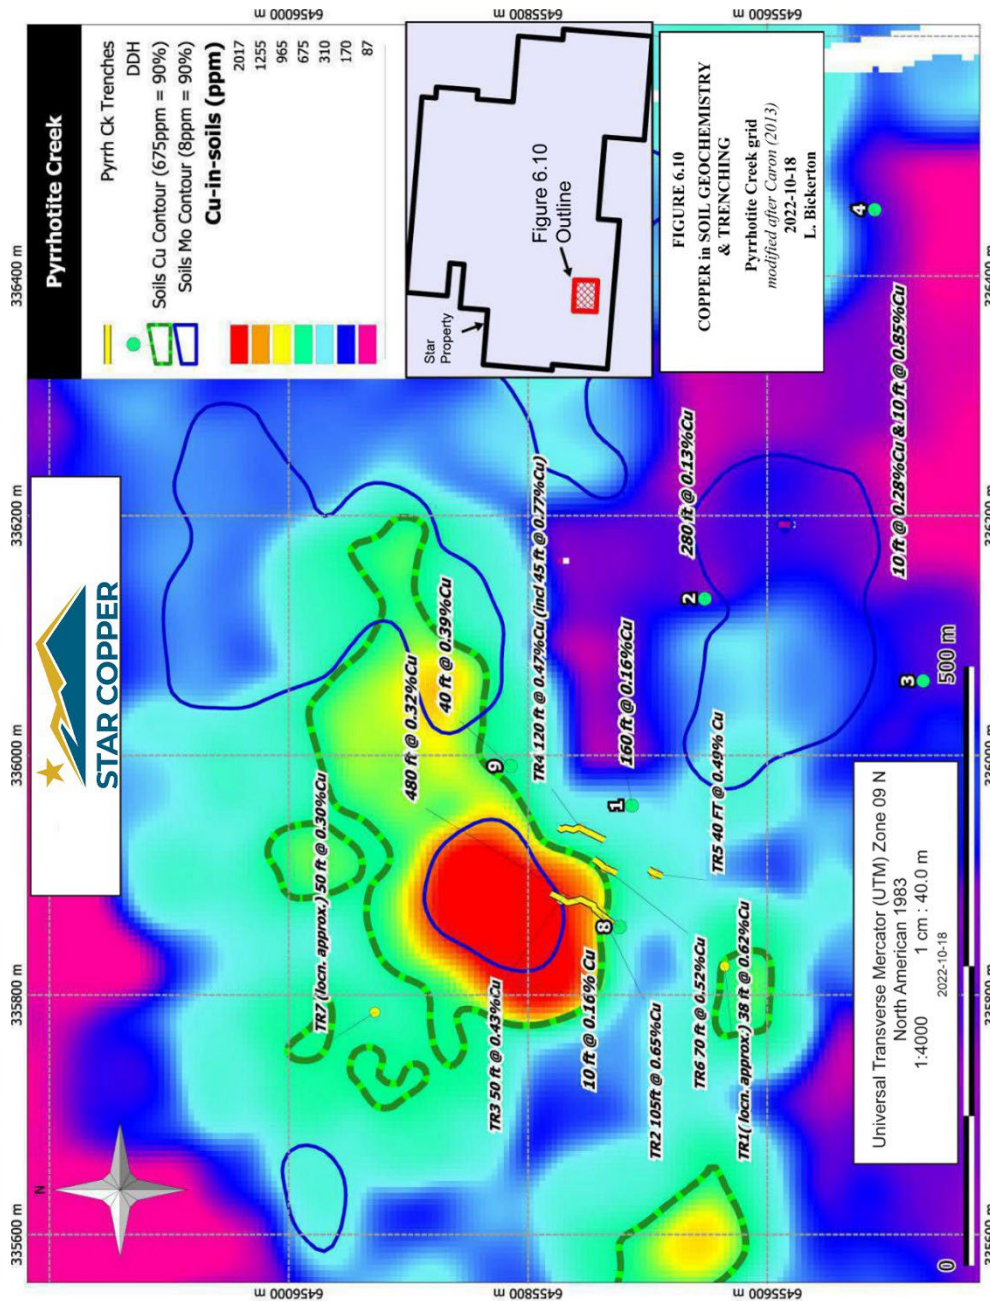 Pyrrhotite Creek
Pyrrh Ck Trenches
DDH
Soils Cu Contour (675ppm = 90%)
Soils Mo Contour (8ppm = 90%)
Cu-in-soils (ppm)
2017
1255
965
675
310
170
87
STAR COPPER
N
335600 m
335800 m
336000 m
336200 m
336400 m
6456000 m
6455800 m
6455600 m
TR7 (locn. approx.) 50 ft @ 0.30%Cu
480 ft @ 0.32%Cu
40 ft @ 0.39%Cu
TR4 120 ft @ 0.47%Cu (incl 45 ft @ 0.77%Cu)
TR3 50 ft @ 0.43%Cu
10 ft @ 0.16% Cu
TR2 105ft @ 0.65%Cu
TR6 70 ft @ 0.52%Cu
TR1( locn. approx.) 38 ft @ 0.62%Cu
TR5 40 FT @ 0.49% Cu
160 ft @ 0.16%Cu
280 ft @ 0.13%Cu
10 ft @ 0.28%Cu & 10 ft @ 0.85%Cu
9
8
1
2
3
4
Star
Property
Figure 6.10
Outline
FIGURE 6.10
COPPER in SOIL GEOCHEMISTRY
& TRENCHING
Pyrrhotite Creek grid
modified after Caron (2013)
2022-10-18
L. Bickerton
Universal Transverse Mercator (UTM) Zone 09 N
North American 1983
1:4000 1 cm : 40.0 m
2022-10-18
0
500 m
335600 m
335800 m
336000 m
336200 m
336400 m
6456000 m
6455800 m
6455600 m